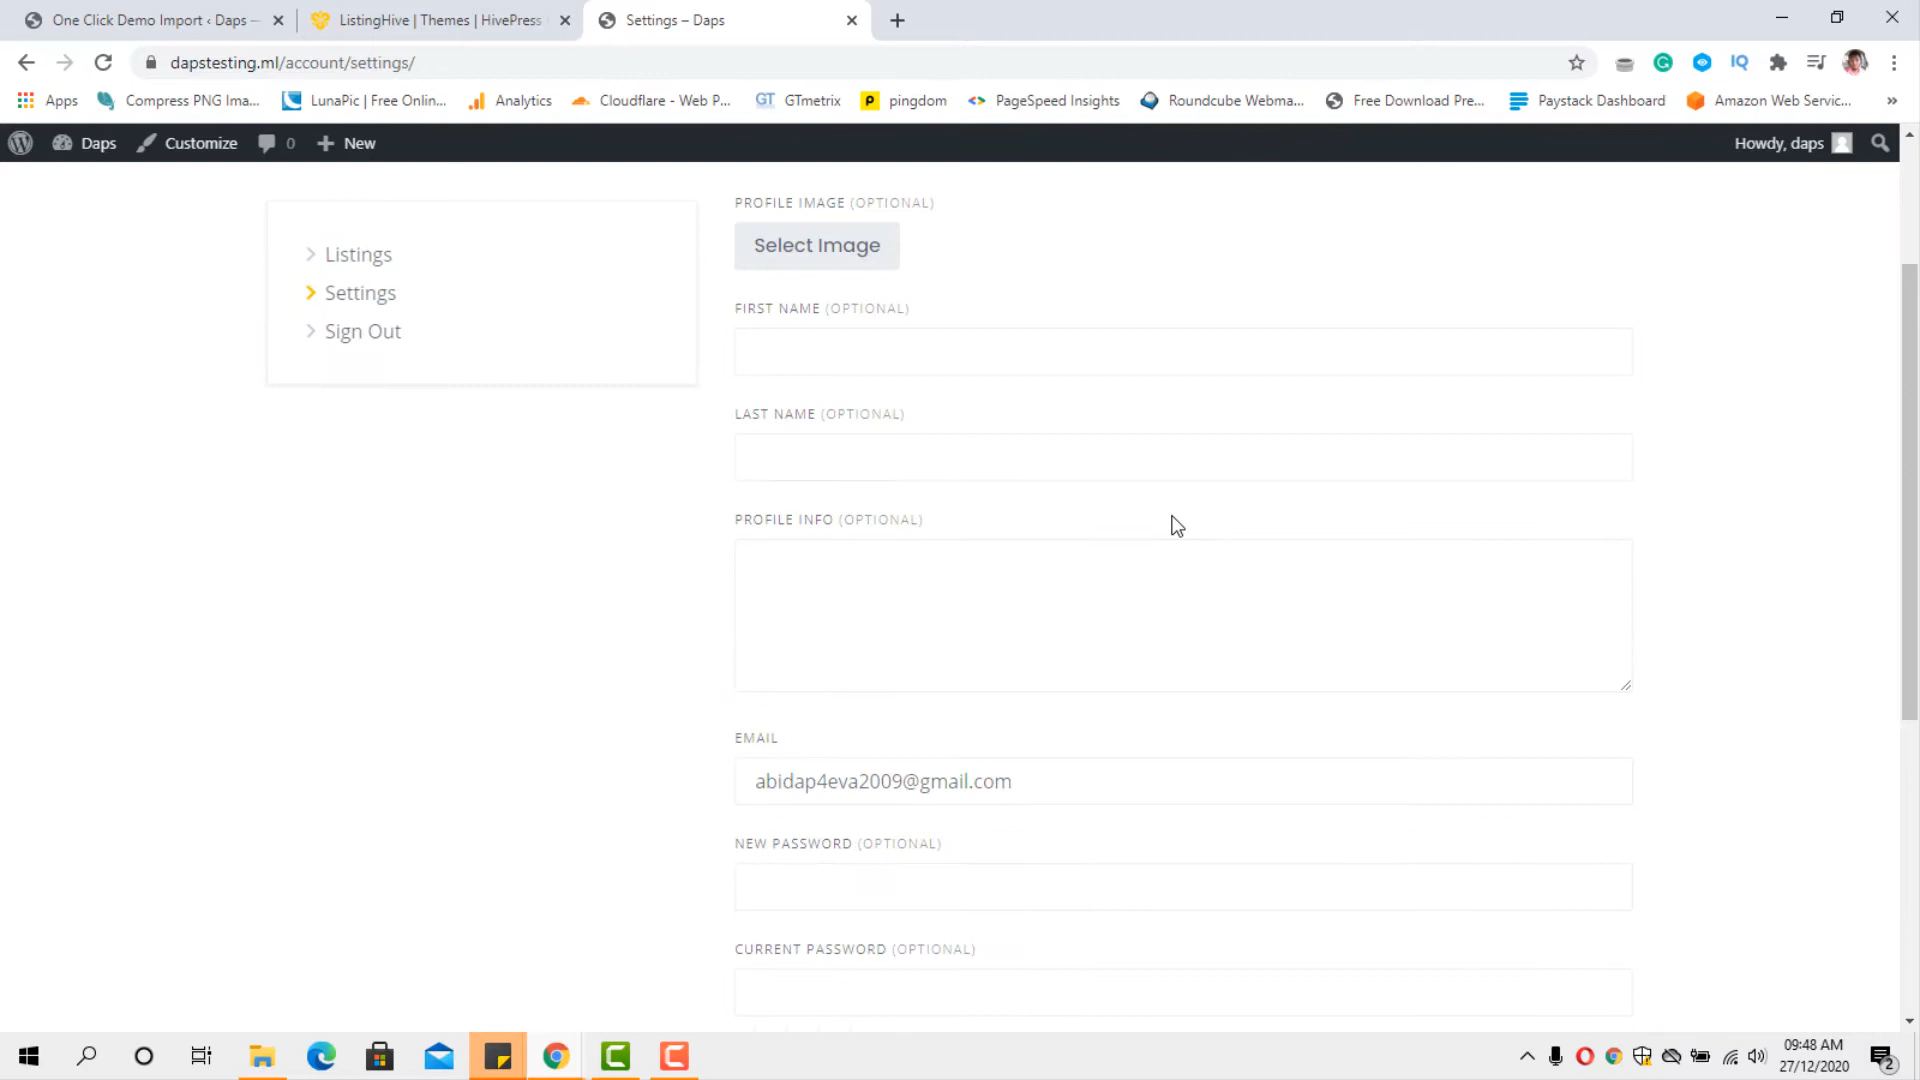 One Click Demo Import ‹ Daps —
ListingHive | Themes | HivePress
Settings – Daps
dapstesting.ml/account/settings/
Apps
Compress PNG Ima...
LunaPic | Free Onlin...
Analytics
Cloudflare - Web P...
GTmetrix
pingdom
PageSpeed Insights
Roundcube Webma...
Free Download Pre...
Paystack Dashboard
Amazon Web Servic...
Daps
Customize
0
New
Howdy, daps
Listings
Settings
Sign Out
PROFILE IMAGE (OPTIONAL)
Select Image
FIRST NAME (OPTIONAL)
LAST NAME (OPTIONAL)
PROFILE INFO (OPTIONAL)
EMAIL
abidap4eva2009@gmail.com
NEW PASSWORD (OPTIONAL)
CURRENT PASSWORD (OPTIONAL)
09:48 AM
27/12/2020
2